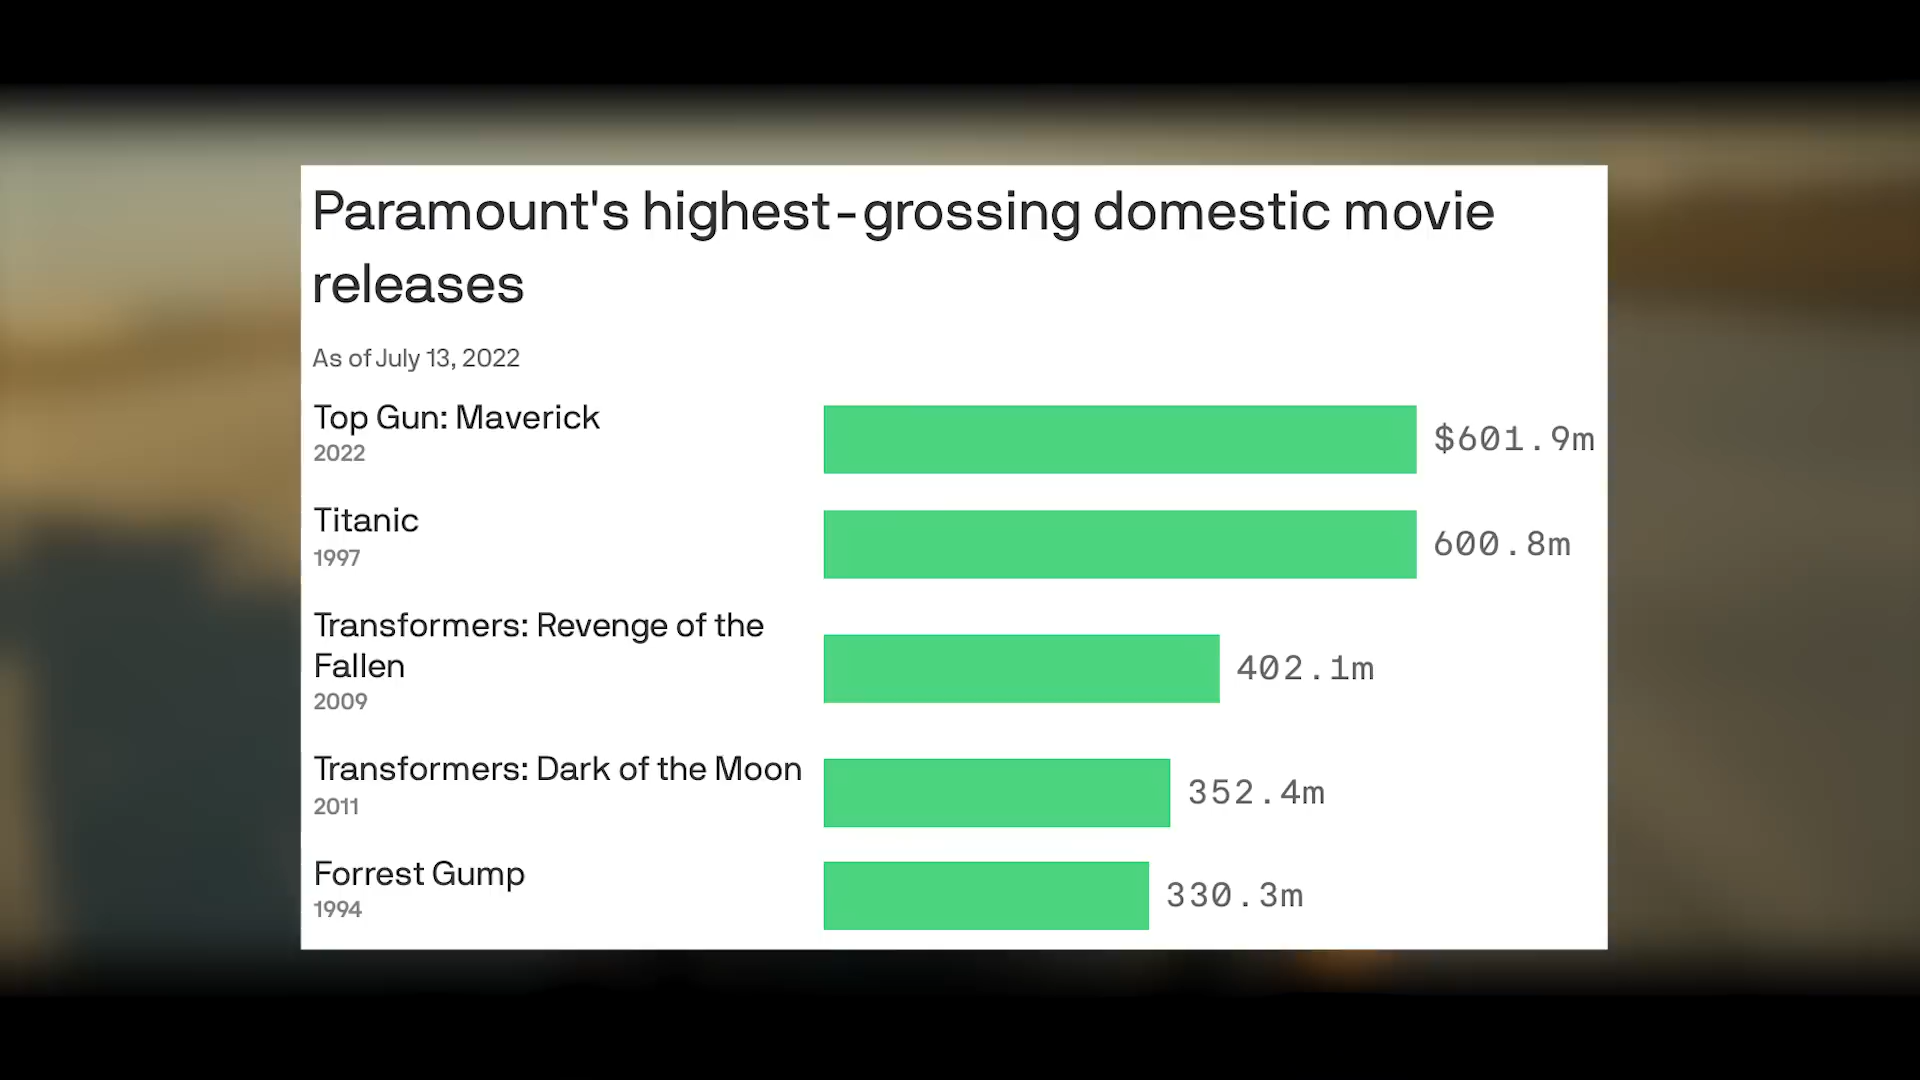 Paramount's highest-grossing domestic movie
releases
As of July 13, 2022
Top Gun: Maverick
2022
$601.9m
Titanic
1997
600.8m
Transformers: Revenge of the
Fallen
2009
402.1m
Transformers: Dark of the Moon
2011
352.4m
Forrest Gump
1994
330.3m